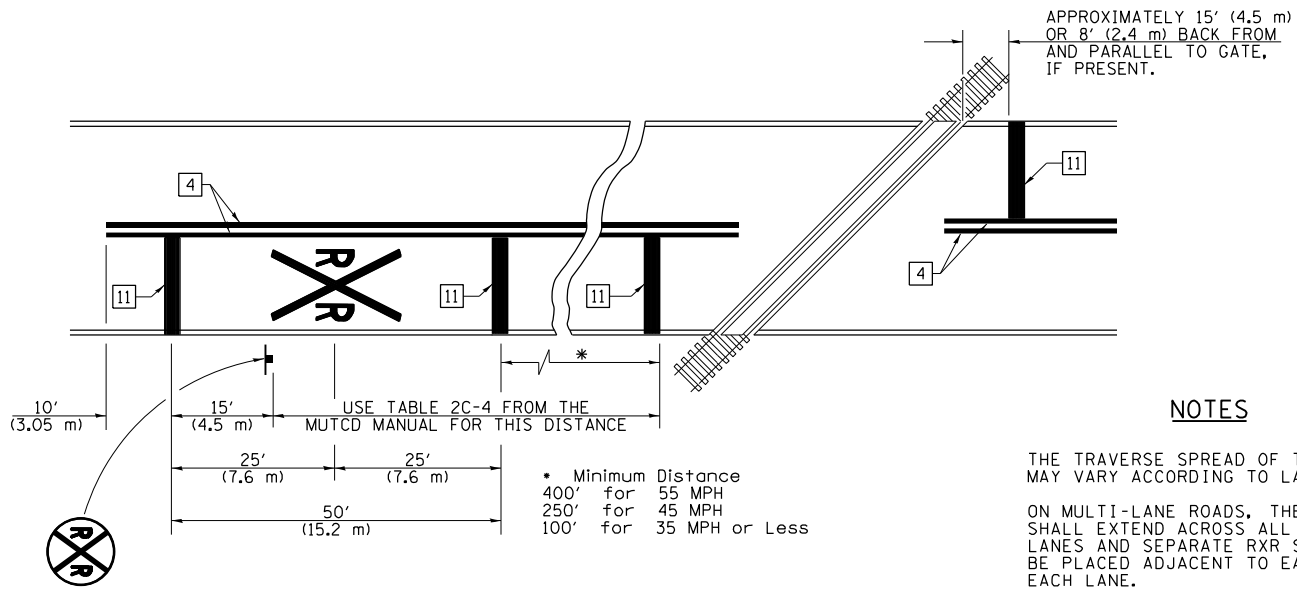 APPROXIMATELY 15' (4.5 m)
OR 8' (2.4 m) BACK FROM
AND PARALLEL TO GATE,
IF PRESENT.
4
11
11
11
11
4
R
R
*
10'
(3.05 m)
15'
(4.5 m)
USE TABLE 2C-4 FROM THE
MUTCD MANUAL FOR THIS DISTANCE
25'
(7.6 m)
25'
(7.6 m)
50'
(15.2 m)
R
R
* Minimum Distance
400' for 55 MPH
250' for 45 MPH
100' for 35 MPH or Less
NOTES
THE TRAVERSE SPREAD OF
MAY VARY ACCORDING TO
ON MULTI-LANE ROADS, THE
SHALL EXTEND ACROSS ALL
LANES AND SEPARATE RXR
BE PLACED ADJACENT TO
EACH LANE.